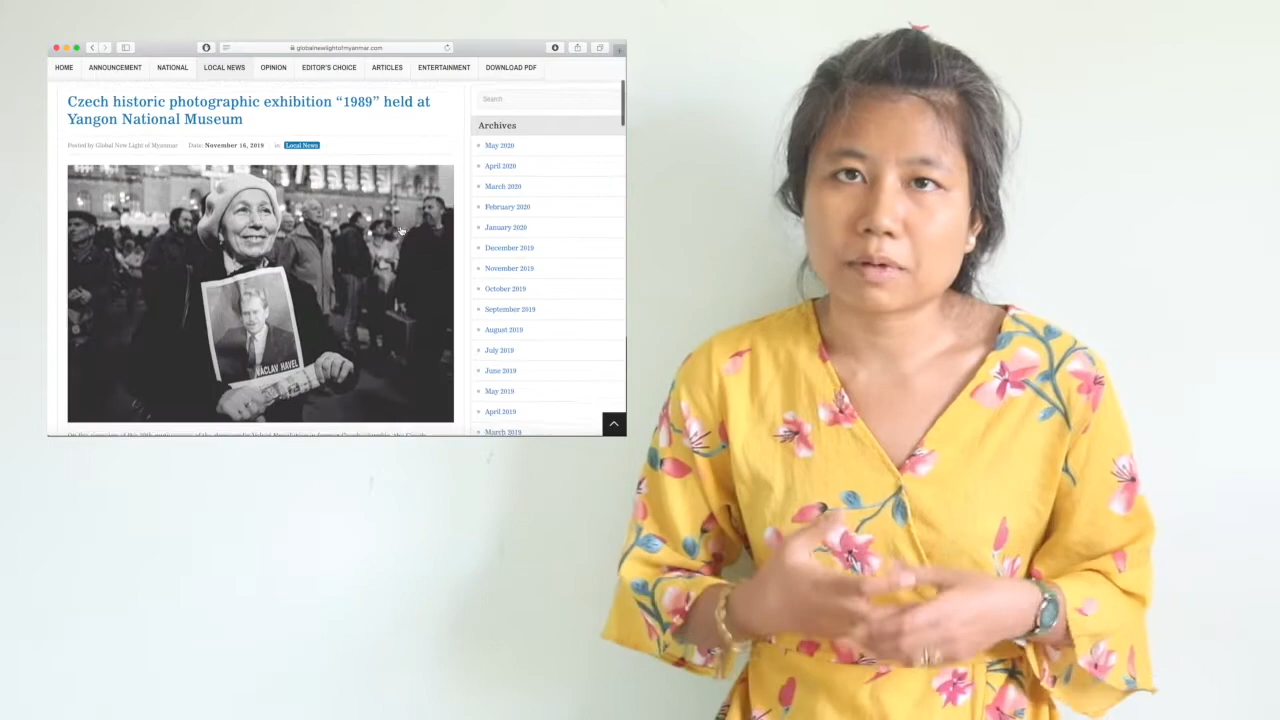 globalnewlightofmyanmar.com
HOME ANNOUNCEMENT NATIONAL LOCAL NEWS OPINION EDITOR'S CHOICE ARTICLES ENTERTAINMENT DOWNLOAD PDF
Czech historic photographic exhibition “1989” held at
Yangon National Museum
Posted by Global New Light of Myanmar Date: November 16, 2019 in: Local News
VÁCLAV HAVEL
Search
Archives
May 2020
April 2020
March 2020
February 2020
January 2020
December 2019
November 2019
October 2019
September 2019
August 2019
July 2019
June 2019
May 2019
April 2019
March 2019